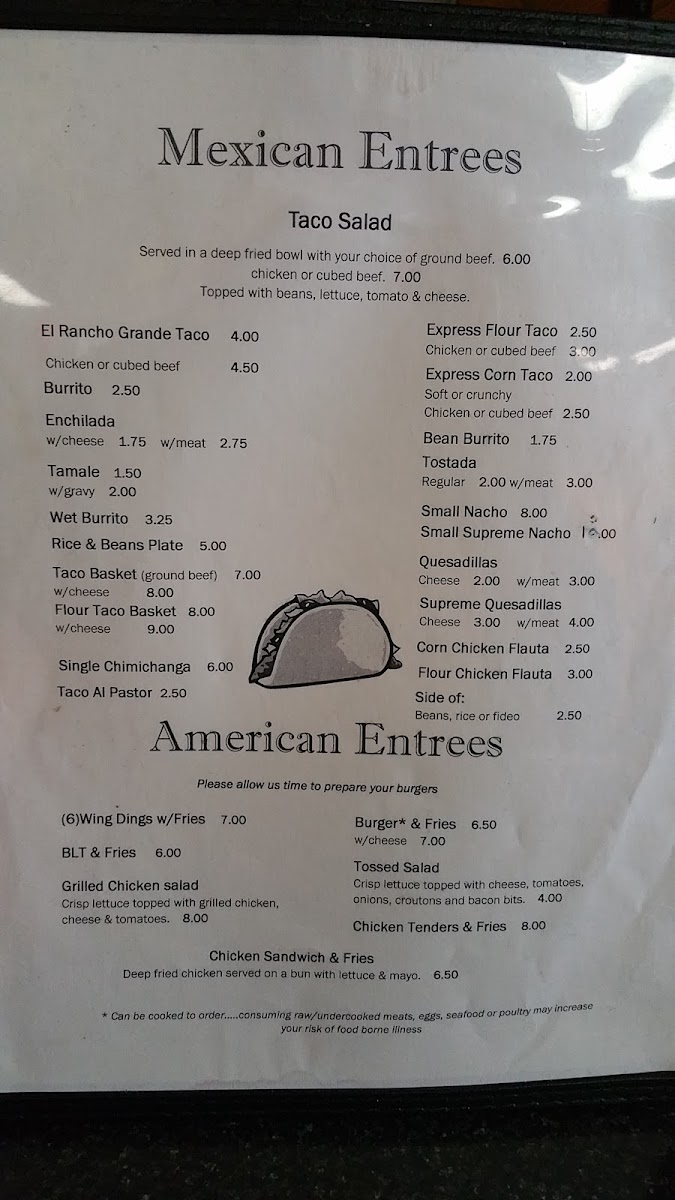 Mexican Entrees
Taco Salad
Served in a deep fried bowl with your choice of ground beef. 6.00
chicken or cubed beef. 7.00
Topped with beans, lettuce, tomato & cheese.
El Rancho Grande Taco 4.00
Chicken or cubed beef 4.50
Burrito 2.50
Enchilada
w/cheese 1.75 w/meat 2.75
Tamale 1.50
w/gravy 2.00
Wet Burrito 3.25
Rice & Beans Plate 5.00
Taco Basket (ground beef) 7.00
w/cheese 8.00
Flour Taco Basket 8.00
w/cheese 9.00
Single Chimichanga 6.00
Taco Al Pastor 2.50
Express Flour Taco 2.50
Chicken or cubed beef 3.00
Express Corn Taco 2.00
Soft or crunchy
Chicken or cubed beef 2.50
Bean Burrito 1.75
Tostada
Regular 2.00 w/meat 3.00
Small Nacho 8.00
Small Supreme Nacho
Quesadillas
Cheese 2.00 w/meat 3.00
Supreme Quesadillas
Cheese 3.00 w/meat 4.00
Corn Chicken Flauta 2.50
Flour Chicken Flauta 3.00
Side of:
Beans, rice or fideo 2.50
American Entrees
Please allow us time to prepare your burgers
(6)Wing Dings w/Fries 7.00
BLT & Fries 6.00
Grilled Chicken salad
Crisp lettuce topped with grilled chicken,
cheese & tomatoes. 8.00
Burger* & Fries 6.50
w/cheese 7.00
Tossed Salad
Crisp lettuce topped with cheese, tomatoes,
onions, croutons and bacon bits. 4.00
Chicken Tenders & Fries 8.00
Chicken Sandwich & Fries
Deep fried chicken served on a bun with lettuce & mayo. 6.50
* Can be cooked to order.....consuming raw/undercooked meats, eggs, seafood or poultry may increase
your risk of food borne illness